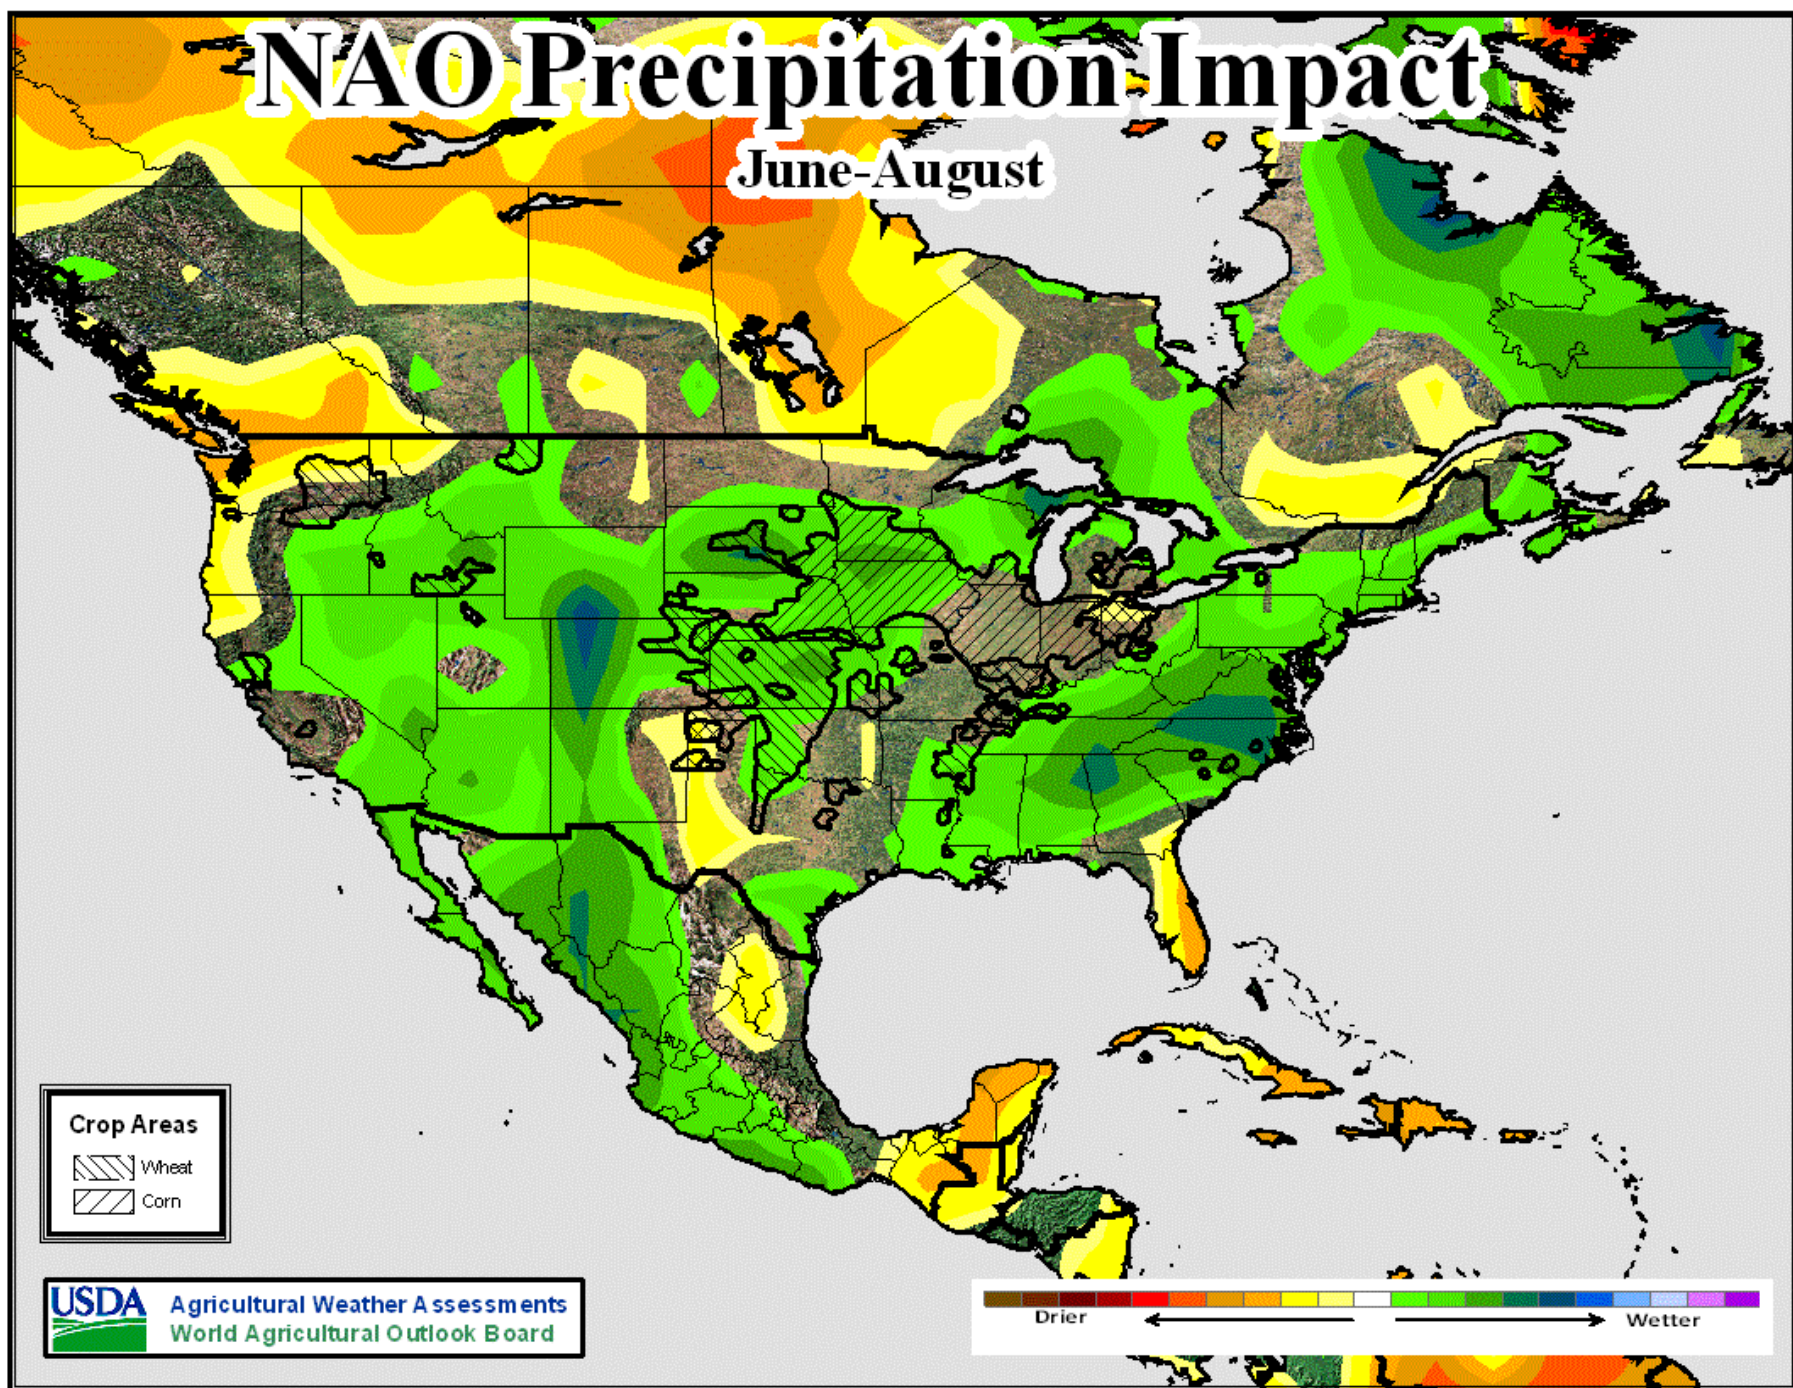 NAO Precipitation Impact
June-August
Crop Areas
Wheat
Corn
USDA
Agricultural Weather Assessments
World Agricultural Outlook Board
Drier
Wetter